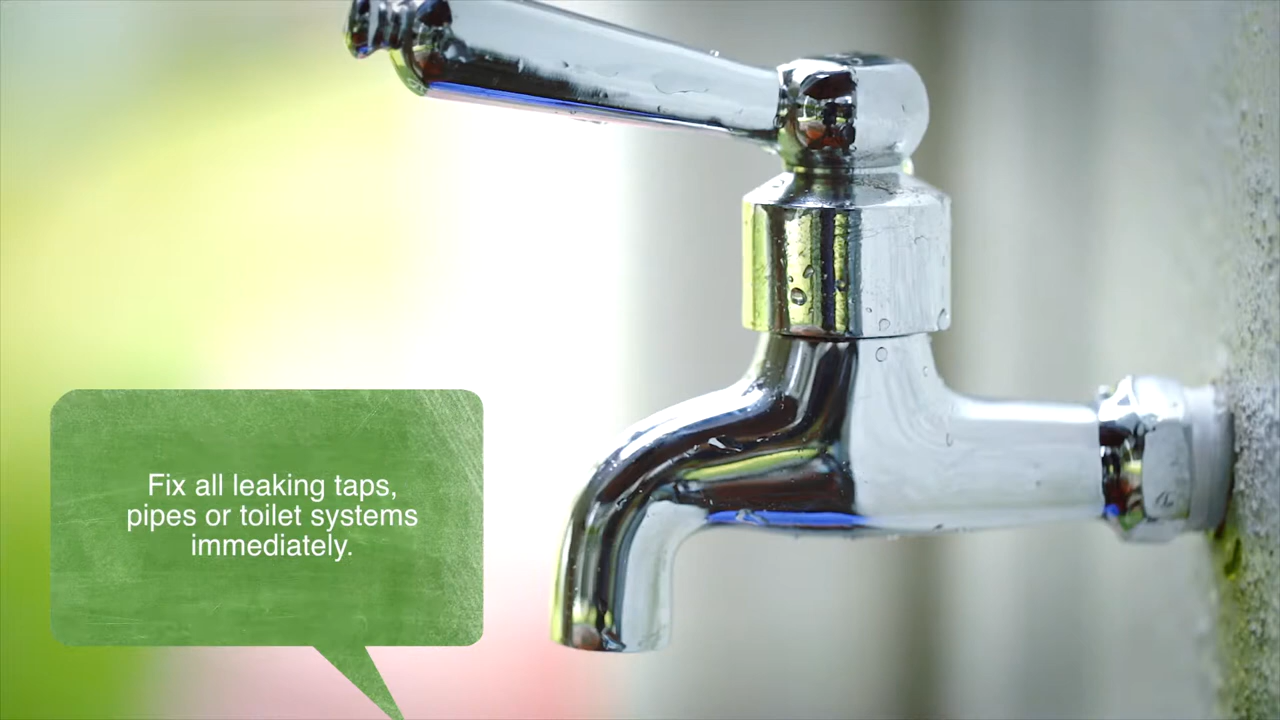 Fix all leaking taps,
pipes or toilet systems
immediately.